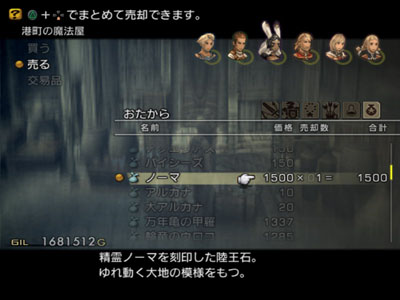 ?○+でまとめて売却できます。
港町の魔法屋
買う
売る
交易品
おたから
名前 価格 売却数 合計
150
パイシーズ 150
ノーマ 1500×01= 1500
アルカナ 10
大アルカナ 20
万年亀の甲羅 1337
GIL 1681512G
精霊ノーマを刻印した陸王石。
ゆれ動く大地の模様をもつ。